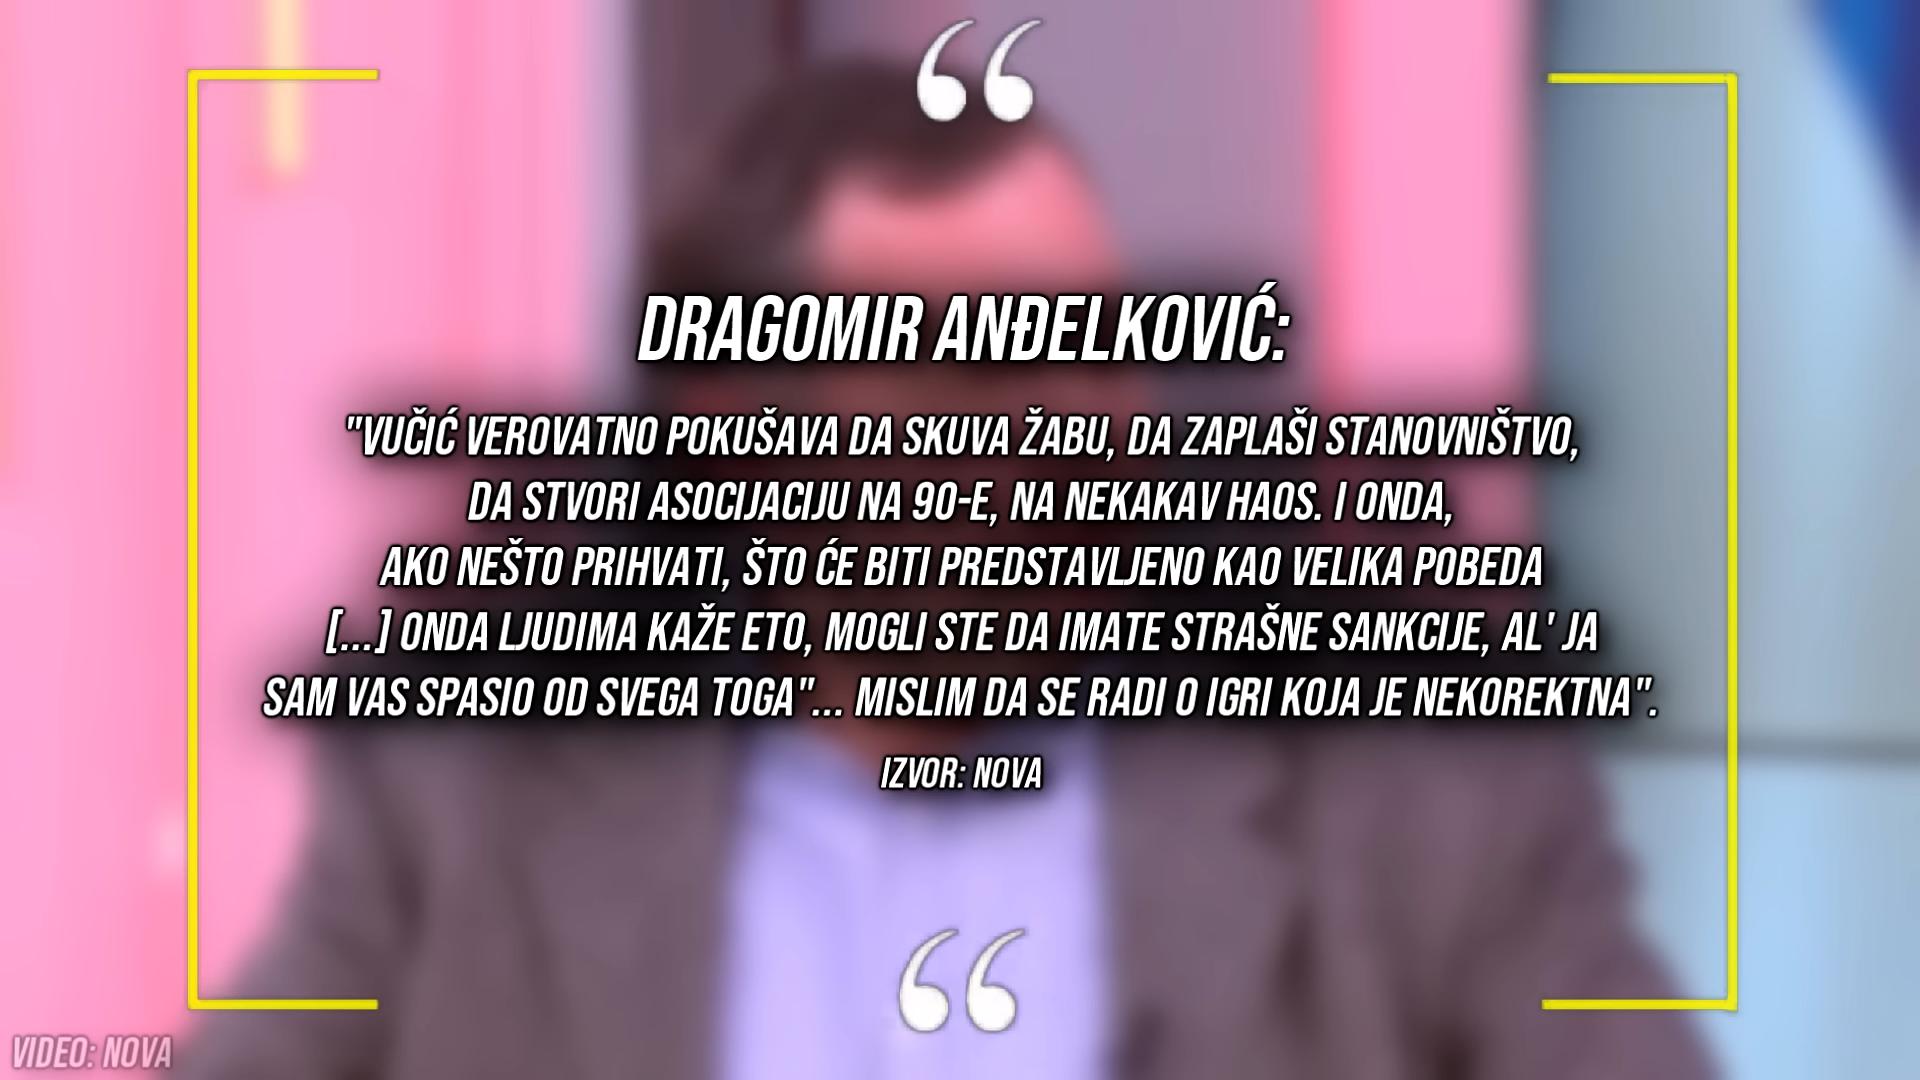 “
DRAGOMIR ANĐELKOVIĆ:
"VUČIĆ VEROVATNO POKUŠAVA DA SKUVA ŽABU, DA ZAPLAŠI STANOVNIŠTVO,
DA STVORI ASOCIJACIJU NA 90-E, NA NEKAKAV HAOS. I ONDA,
AKO NEŠTO PRIHVATI, ŠTO ĆE BITI PREDSTAVLJENO KAO VELIKA POBEDA
[...] ONDA LJUDIMA KAŽE ETO, MOGLI STE DA IMATE STRAŠNE SANKCIJE, AL' JA
SAM VAS SPASIO OD SVEGA TOGA"... MISLIM DA SE RADI O IGRI KOJA JE NEKOREKTNA".
IZVOR: NOVA
“
VIDEO: NOVA